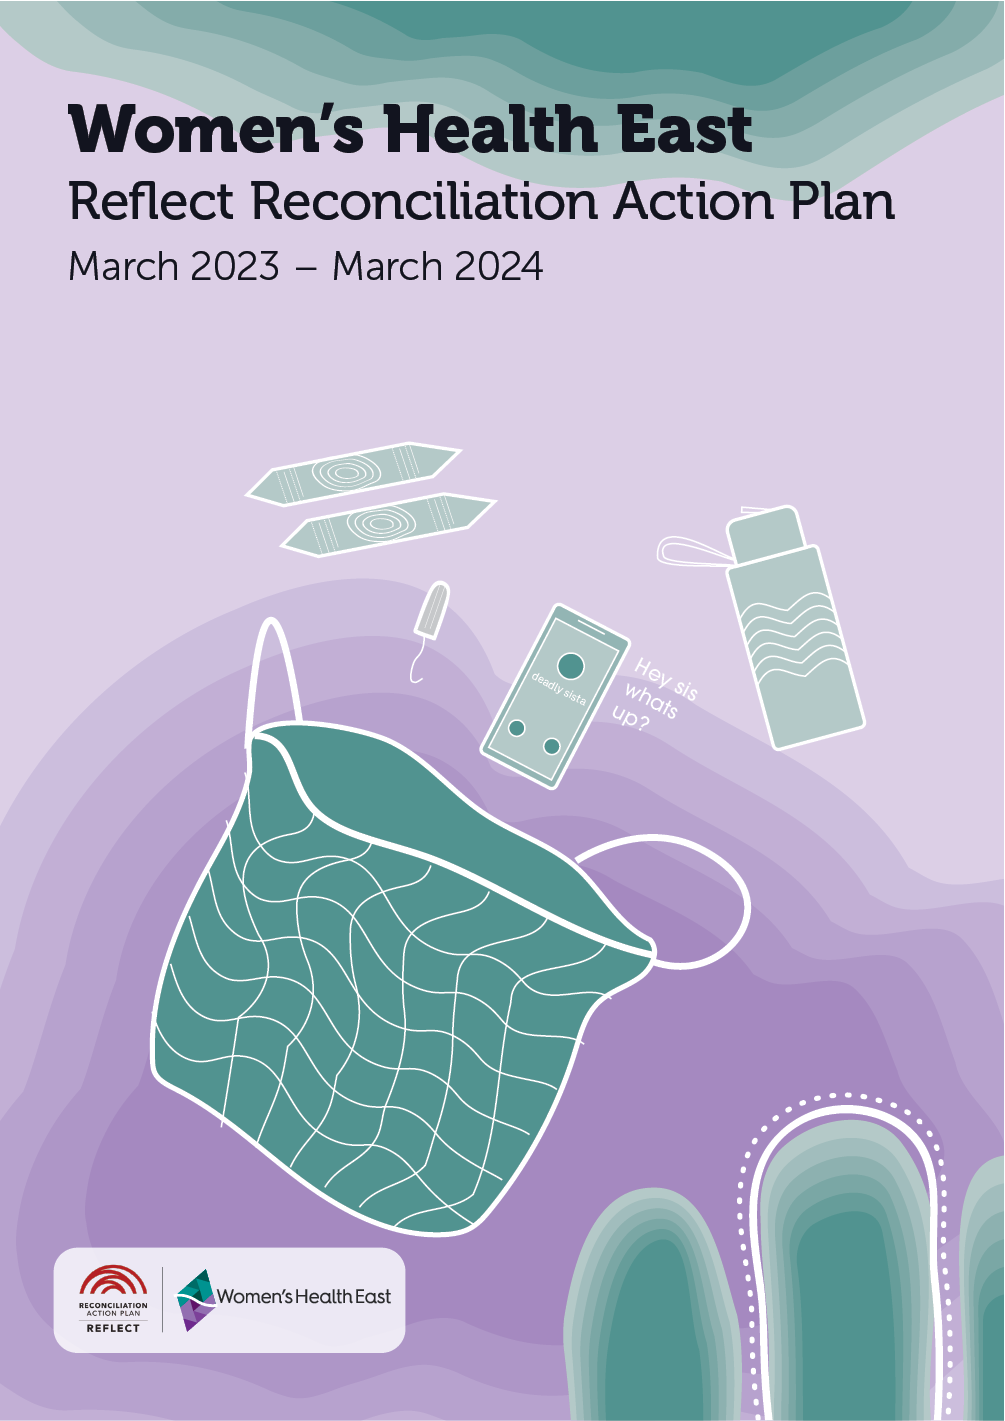 Women’s Health East
Reflect Reconciliation Action Plan
March 2023 – March 2024
deadly sista
Hey sis
whats
up?
RECONCILIATION
ACTION PLAN
REFLECT
Women’s Health East